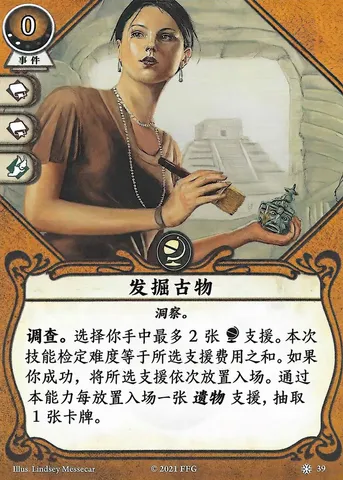 0
事件
发掘古物
洞察。
调查。选择你手中最多 2 张 支援。本次
技能检定难度等于所选支援费用之和。如果
你成功，将所选支援依次放置入场。通过
本能力每放置入场一张 遗物 支援，抽取
1 张卡牌。
Illus. Lindsey Messecar
© 2021 FFG
39